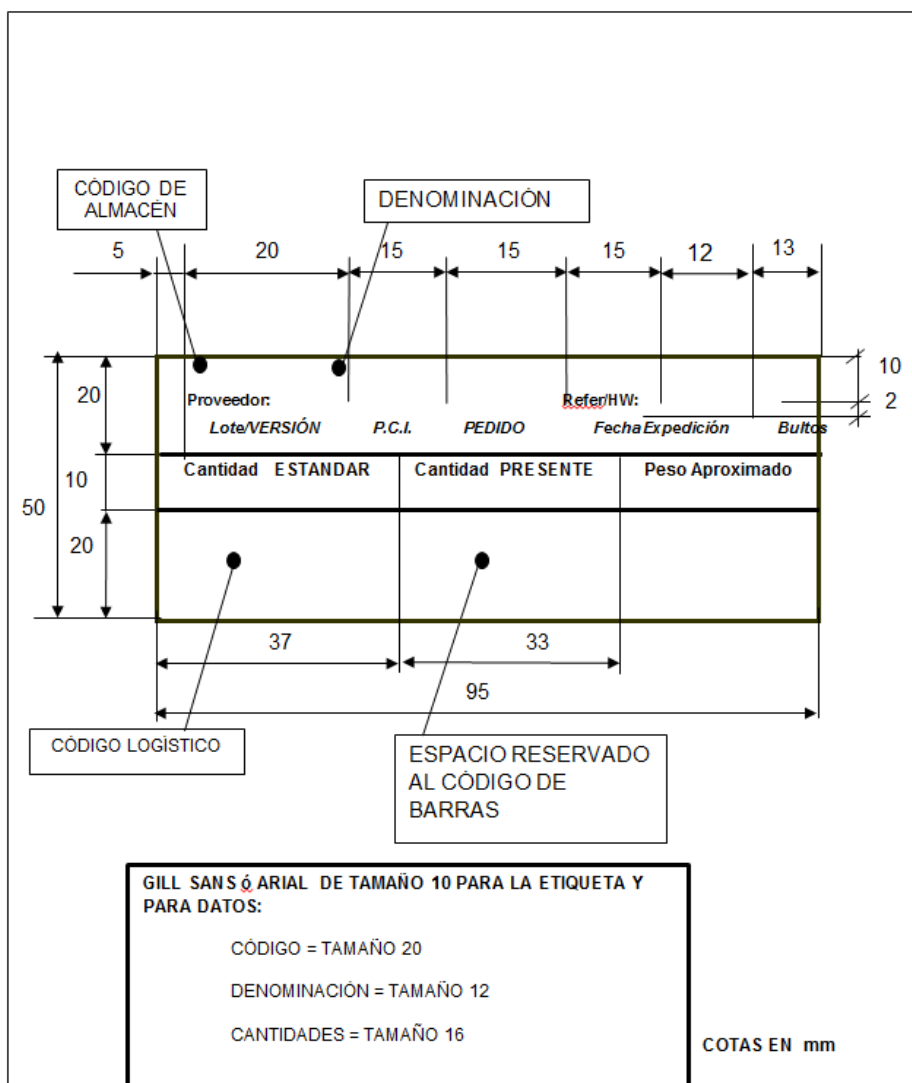 CÓDIGO DE
ALMACÉN
DENOMINACIÓN
5 20 15 15 15 12 13
10
20
2
Proveedor: Refer/HW:
Lote/VERSIÓN P.C.I. PEDIDO Fecha Expedición Bultos
Cantidad ESTANDAR Cantidad PRESENTE Peso Aproximado
10
50
20
37 33
95
CÓDIGO LOGÍSTICO
ESPACIO RESERVADO
AL CÓDIGO DE
BARRAS
GILL SANS ó ARIAL DE TAMAÑO 10 PARA LA ETIQUETA Y
PARA DATOS:
CÓDIGO = TAMAÑO 20
DENOMINACIÓN = TAMAÑO 12
CANTIDADES = TAMAÑO 16
COTAS EN mm